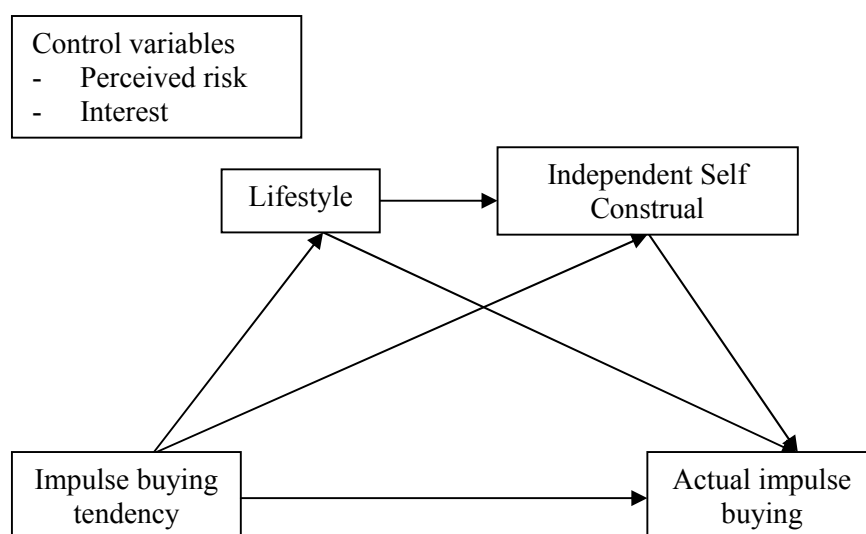 Control variables
- Perceived risk
- Interest
Lifestyle
Independent Self
Construal
Impulse buying
tendency
Actual impulse
buying